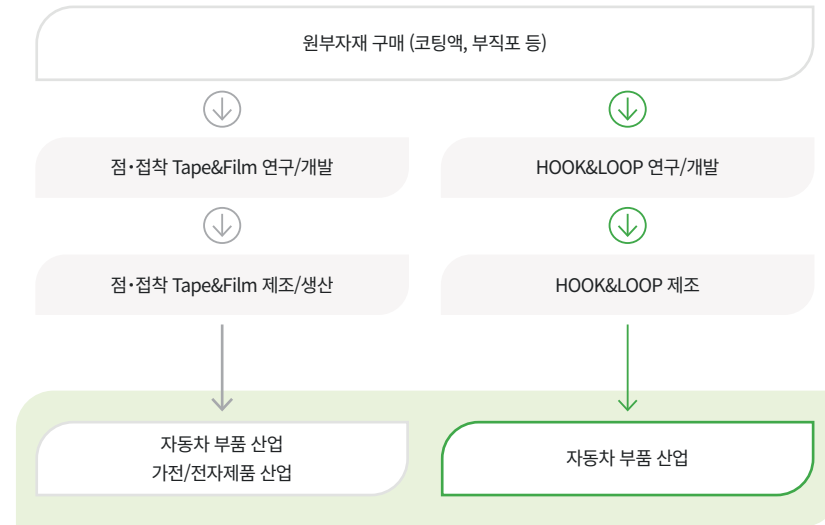 원부자재 구매 (코팅액, 부직포 등)
점·접착 Tape&Film 연구/개발
HOOK&LOOP 연구/개발
점·접착 Tape&Film 제조/생산
HOOK&LOOP 제조
자동차 부품 산업
가전/전자제품 산업
자동차 부품 산업